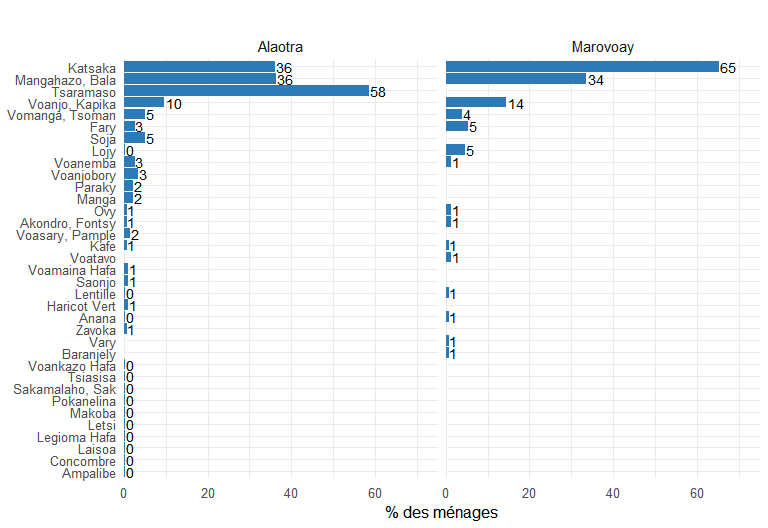 Alaotra Marovoay
Katsaka 36 65
Mangahazo, Bala 36 34
Tsaramaso 58
Voanjo, Kapika 10 14
Vomanga, Tsoman 5 4
Fary 3 5
Soja 5
Lojy 0 5
Voanemba 3 1
Voanjobory 3
Paraky 2
Manga 2
Ovy 1 1
Akondro, Fontsy 1 1
Voasary, Pample 2
Kafe 1 1
Voatavo 1
Voamaina Hafa 1
Saonjo 1
Lentille 0 1
Haricot Vert 1
Anana 0 1
Zavoka 1
Vary 1
Baranjely 1
Voankazo Hafa 0
Tsiasisa 0
Sakamalaho, Sak 0
Pokanelina 0
Makoba 0
Letsi 0
Legioma Hafa 0
Laisoa 0
Concombre 0
Ampalibe 0
0 20 40 60 0 20 40 60
% des ménages